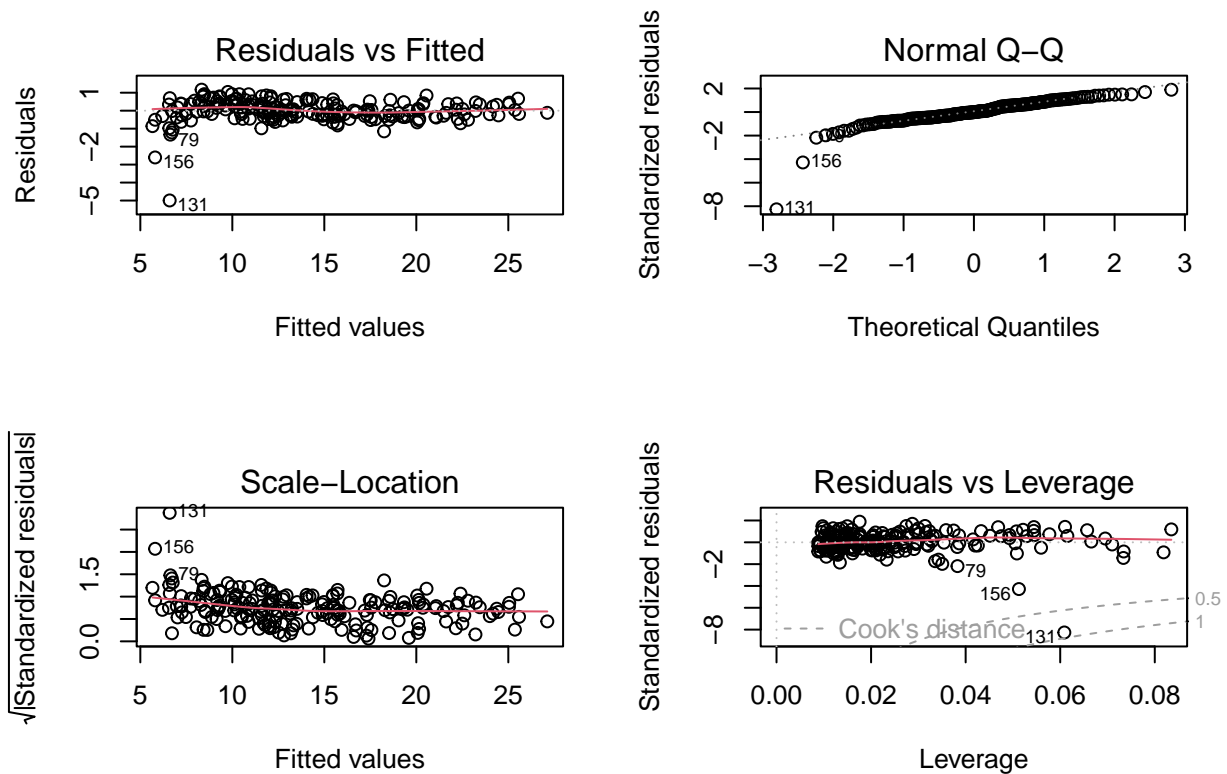 Residuals vs Fitted
Residuals
1
−2
−5
79
156
131
5 10 15 20 25
Fitted values
Normal Q−Q
Standardized residuals
2
−2
−8
156
131
−3 −2 −1 0 1 2 3
Theoretical Quantiles
Scale−Location
√|Standardized residuals|
1.5
0.0
131
156
79
5 10 15 20 25
Fitted values
Residuals vs Leverage
Standardized residuals
−2
−8
79
156
131
Cook's distance
0.5
1
0.00 0.02 0.04 0.06 0.08
Leverage